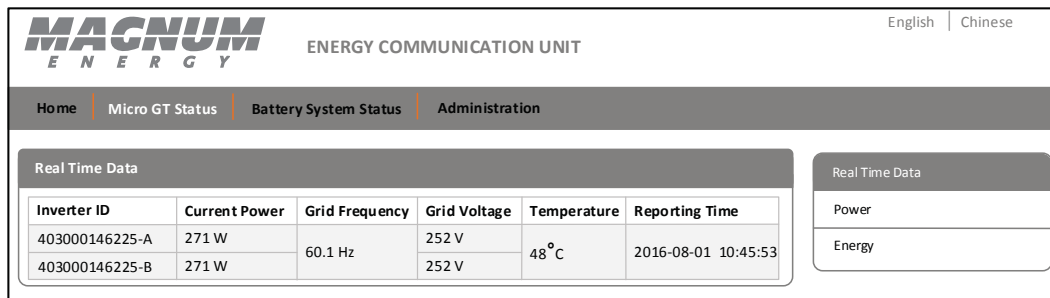 English | Chinese
MAGNUM
ENERGY
ENERGY COMMUNICATION UNIT
Home Micro GT Status Battery System Status Administration
Real Time Data
Inverter ID Current Power Grid Frequency Grid Voltage Temperature Reporting Time
403000146225-A 271 W 60.1 Hz 252 V 48°C 2016-08-01 10:45:53
403000146225-B 271 W 252 V
Real Time Data
Power
Energy